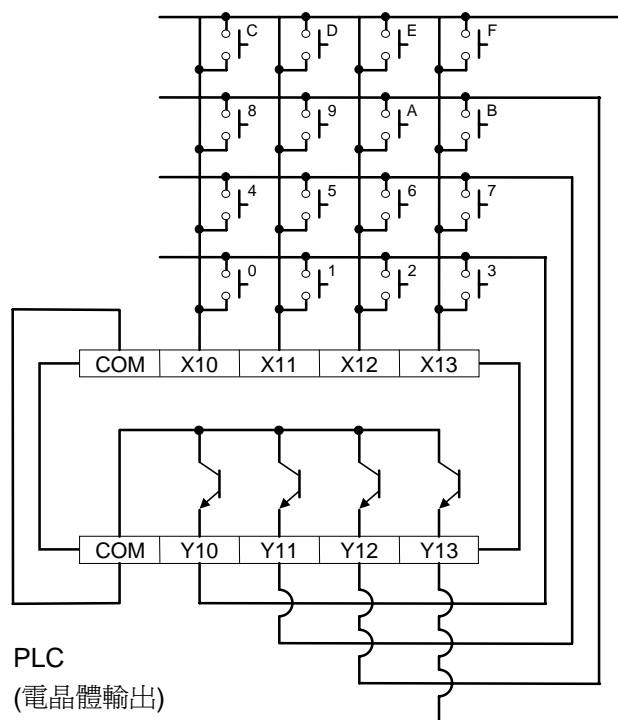 C D E F
8 9 A B
4 5 6 7
0 1 2 3
COM X10 X11 X12 X13
COM Y10 Y11 Y12 Y13
PLC
(電晶體輸出)